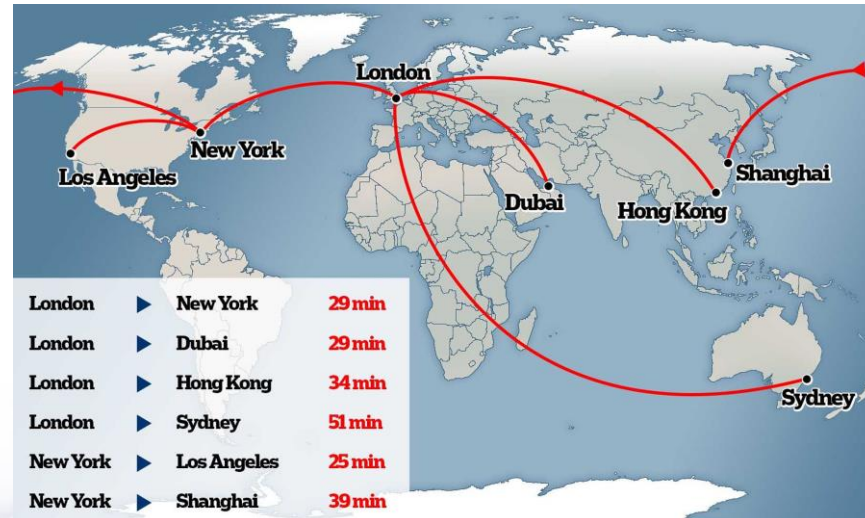 London
New York
Los Angeles
Dubai
Hong Kong
Shanghai
Sydney
London ▶ New York 29 min
London ▶ Dubai 29 min
London ▶ Hong Kong 34 min
London ▶ Sydney 51 min
New York ▶ Los Angeles 25 min
New York ▶ Shanghai 39 min